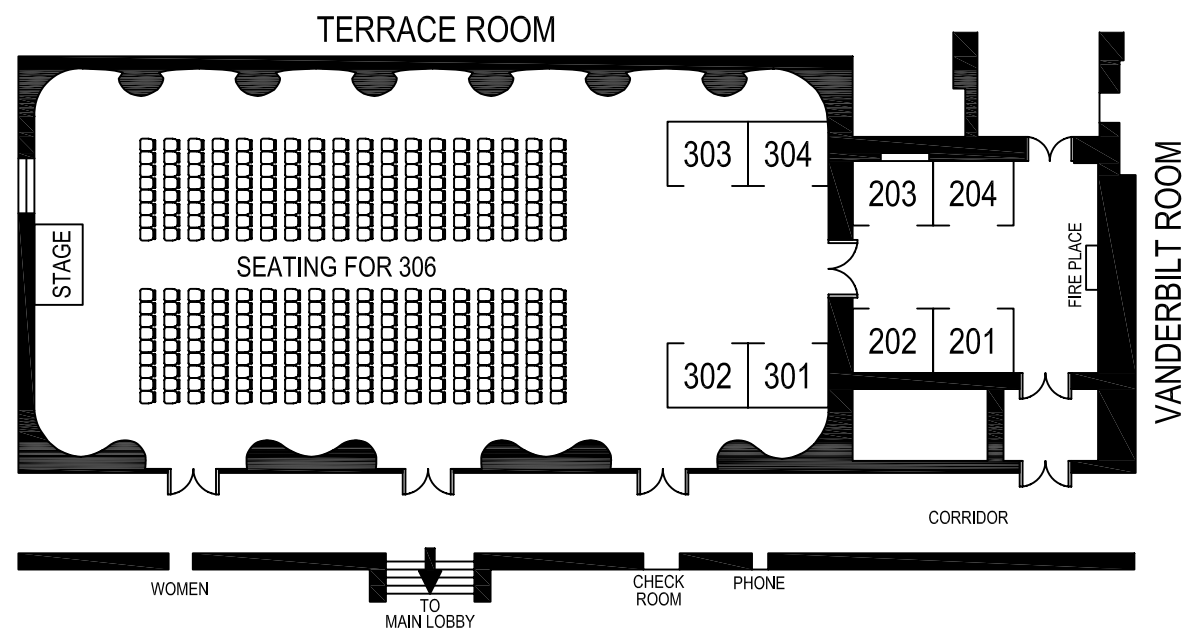 TERRACE ROOM
303 304
203 204
STAGE
SEATING FOR 306
FIRE PLACE
VANDERBILT ROOM
302 301
202 201
CORRIDOR
WOMEN
TO
MAIN LOBBY
CHECK
ROOM
PHONE